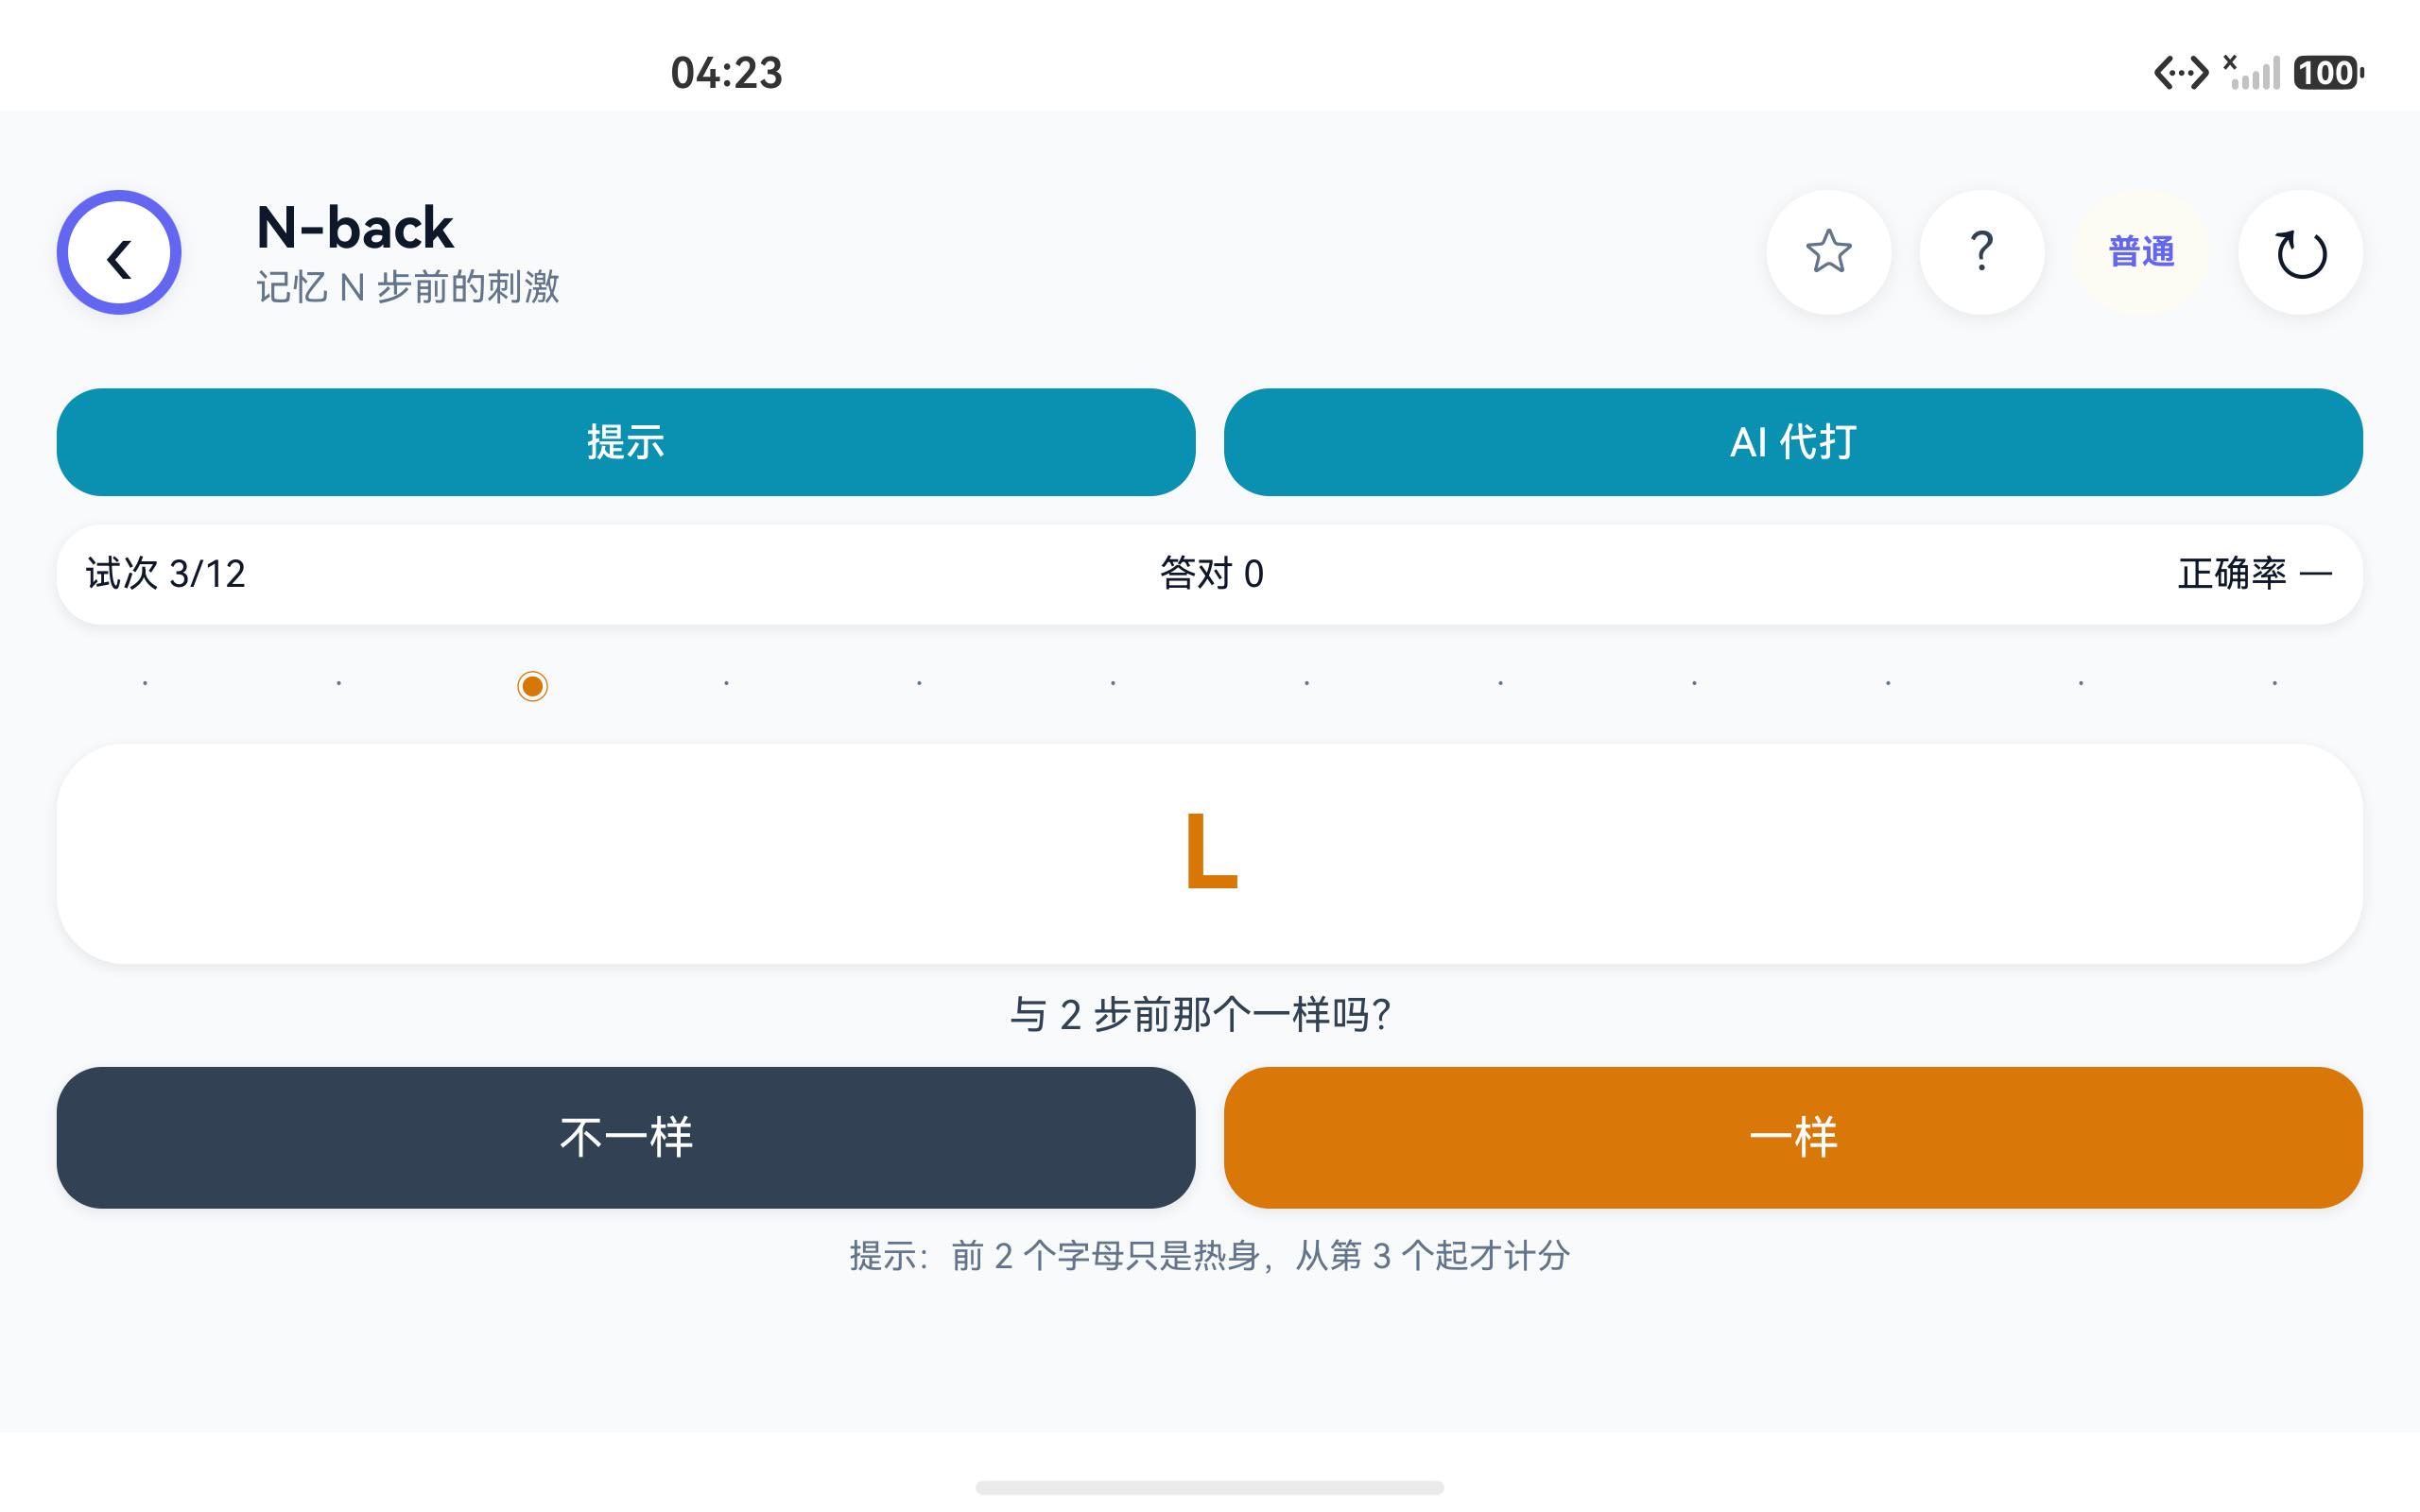 04:23
100
N-back
记忆 N 步前的刺激
?
普通
提示
AI 代打
试次 3/12
答对 0
正确率 —
L
与 2 步前那个一样吗?
不一样
一样
提示：前 2 个字母只是热身，从第 3 个起才计分